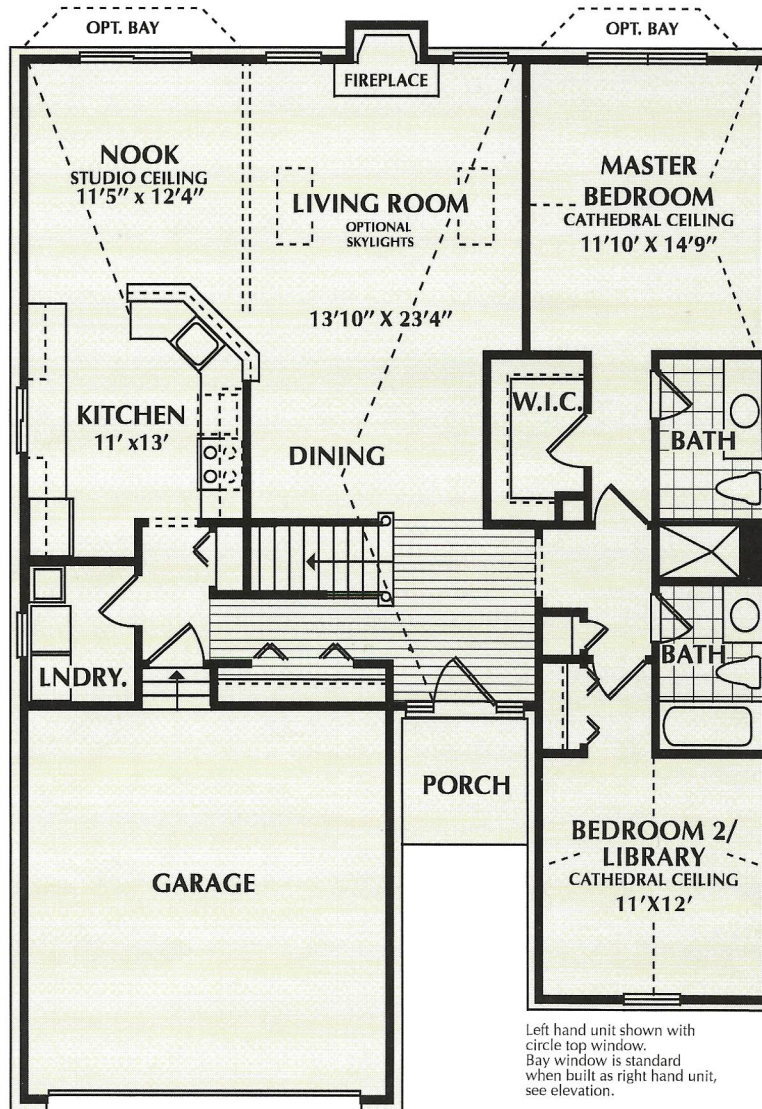 OPT. BAY
OPT. BAY
FIREPLACE
NOOK
STUDIO CEILING
11'5" x 12'4"
LIVING ROOM
OPTIONAL
SKYLIGHTS
13'10" X 23'4"
MASTER
BEDROOM
CATHEDRAL CEILING
11'10' X 14'9"
KITCHEN
11' x13'
DINING
W.I.C.
BATH
LNDRY.
BATH
PORCH
GARAGE
BEDROOM 2/
LIBRARY
CATHEDRAL CEILING
11'X12'
Left hand unit shown with
circle top window.
Bay window is standard
when built as right hand unit,
see elevation.